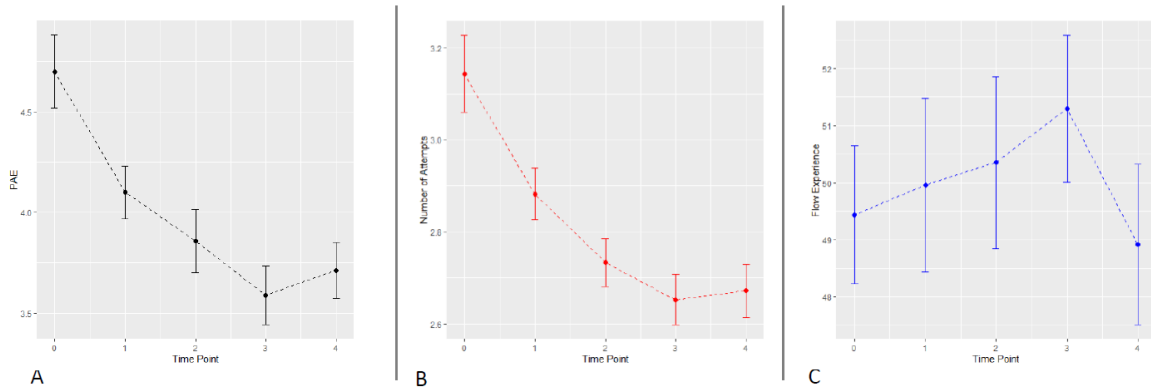 PAE
4.5
4.0
3.5
0 1 2 3 4
Time Point
A
Number of Attempts
3.2
3.0
2.8
2.6
0 1 2 3 4
Time Point
B
Flow Experience
52
51
50
49
48
0 1 2 3 4
Time Point
C